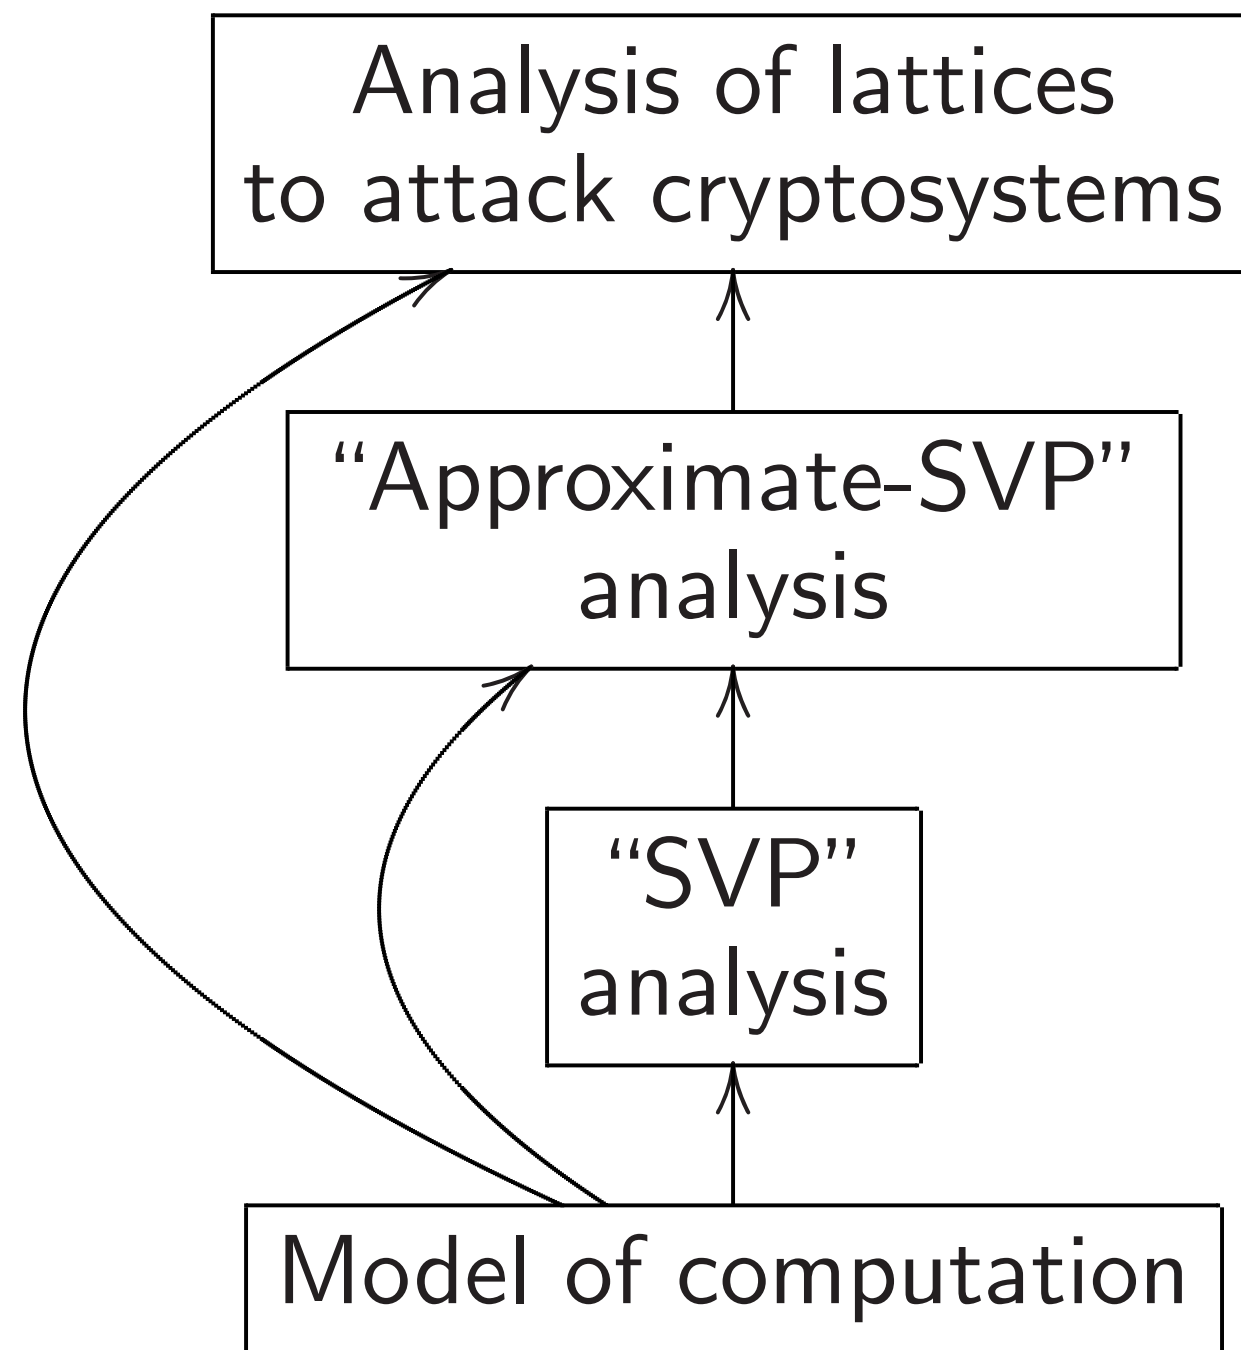 Analysis of lattices
to attack cryptosystems
“Approximate-SVP”
analysis
“SVP”
analysis
Model of computation